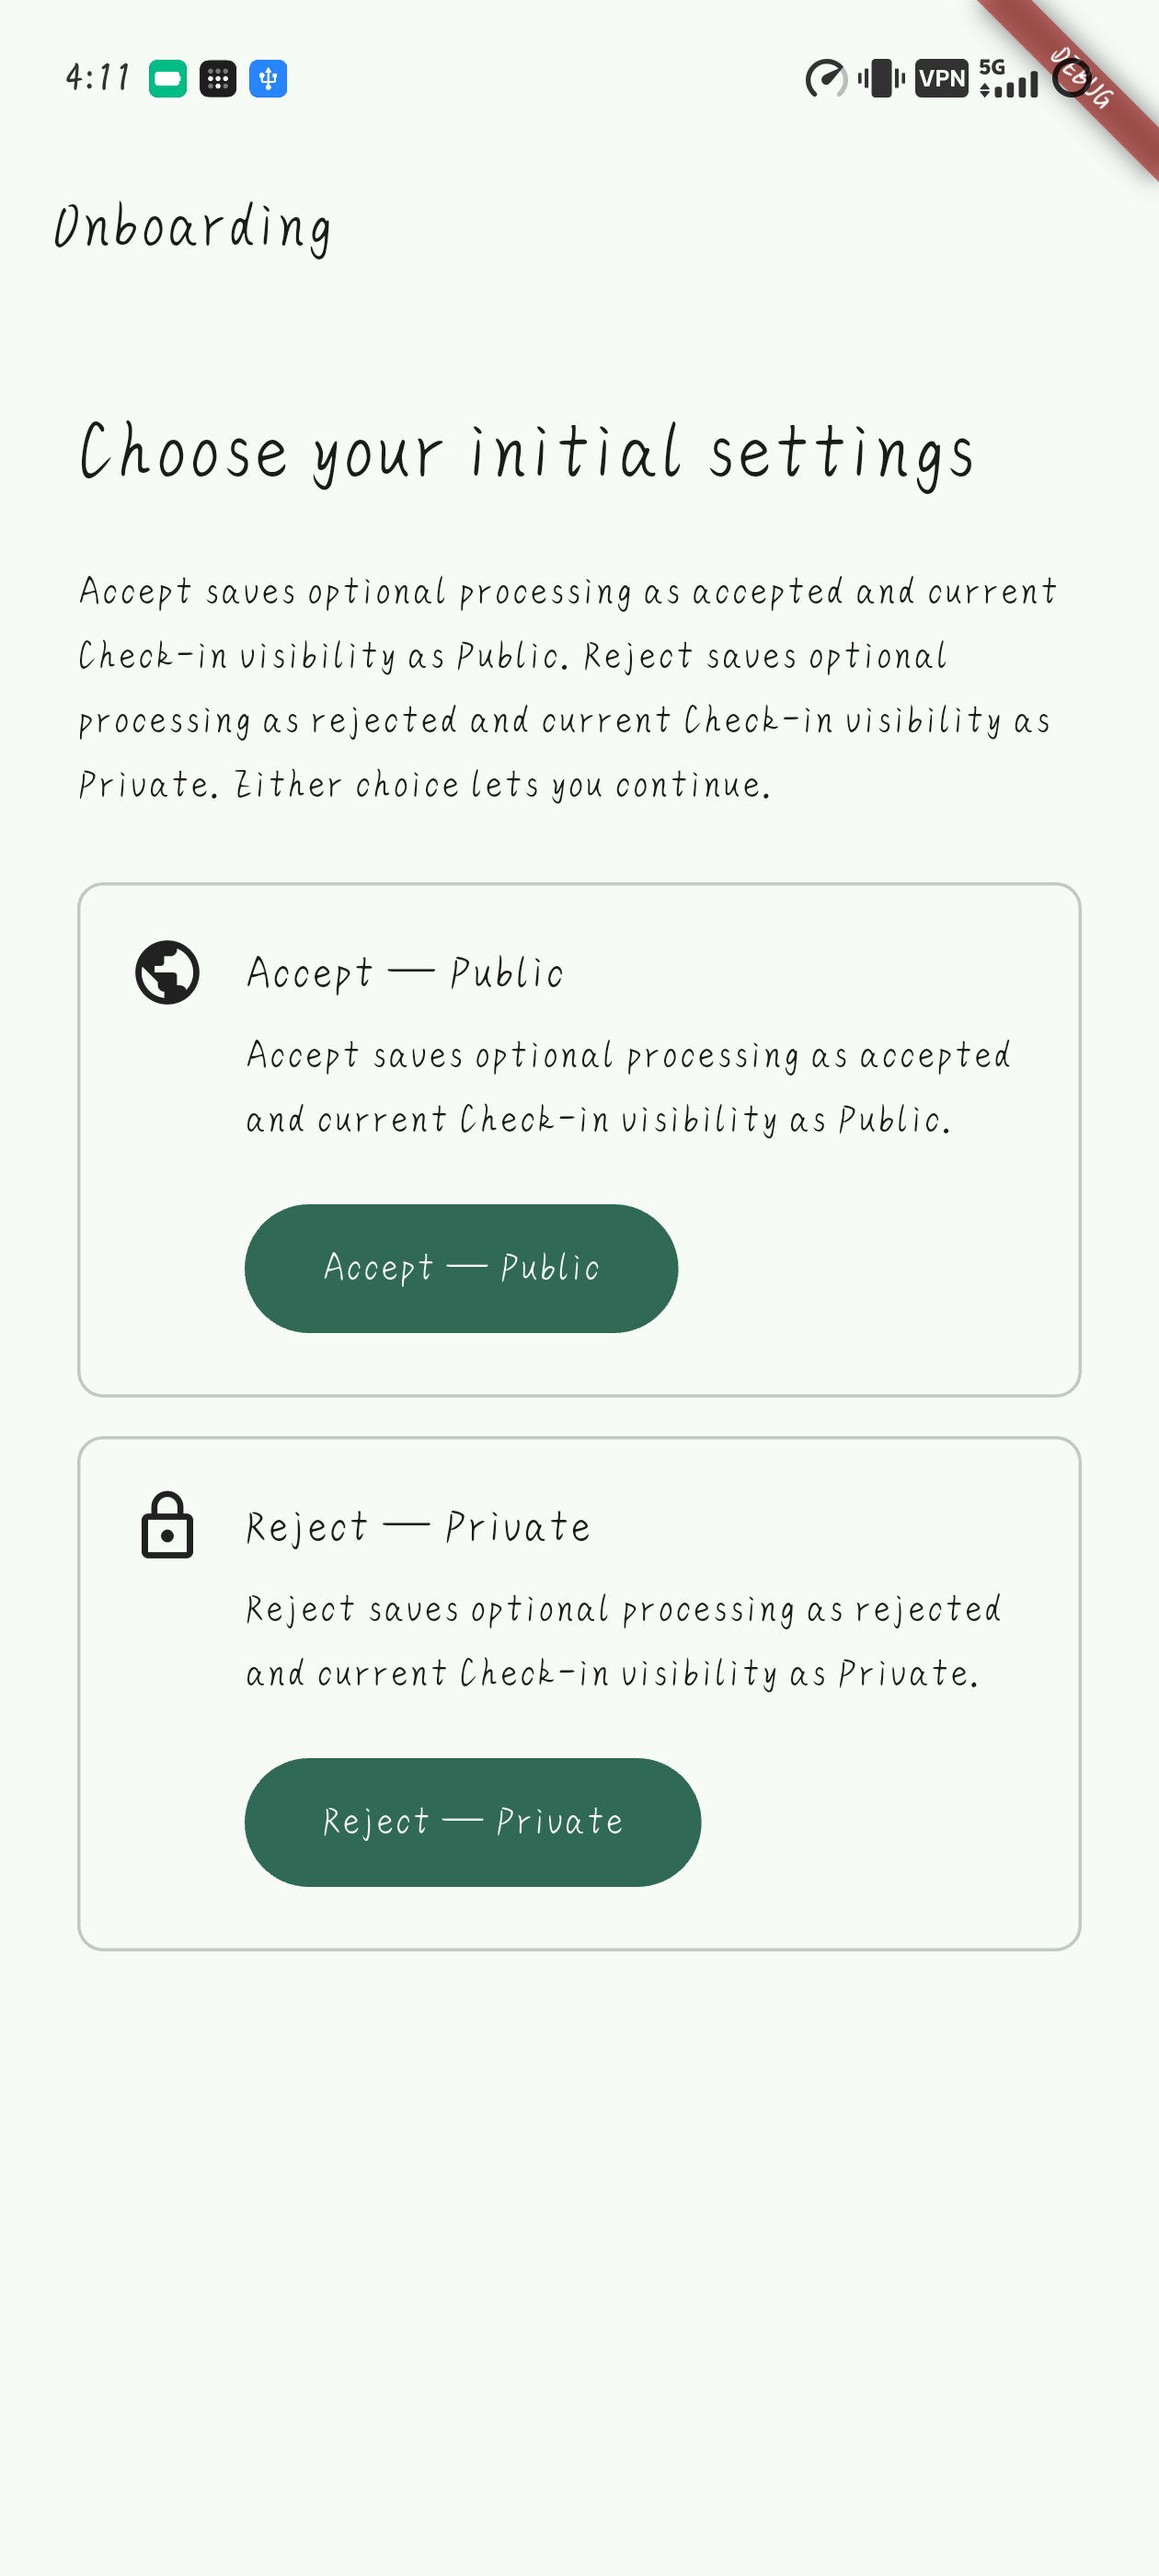 4:11
VPN
5G
DEBUG
Onboarding
Choose your initial settings
Accept saves optional processing as accepted and current
Check-in visibility as Public. Reject saves optional
processing as rejected and current Check-in visibility as
Private. Either choice lets you continue.
Accept — Public
Accept saves optional processing as accepted
and current Check-in visibility as Public.
Accept — Public
Reject — Private
Reject saves optional processing as rejected
and current Check-in visibility as Private.
Reject — Private